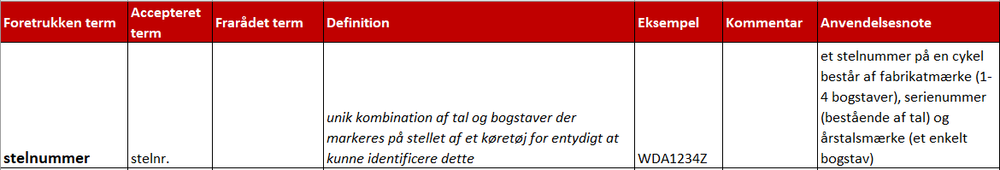 Foretrukken term
Accepteret
term
Frarådet term
Definition
Eksempel
Kommentar
Anvendelsesnote
stelnummer
stelnr.
unik kombination af tal og bogstaver der
markeres på stellet af et køretøj for entydigt at
kunne identificere dette
WDA1234Z
et stelnummer på en cykel
består af fabrikatmærke (1-
4 bogstaver), serienummer
(bestående af tal) og
årstalsmærke (et enkelt
bogstav)